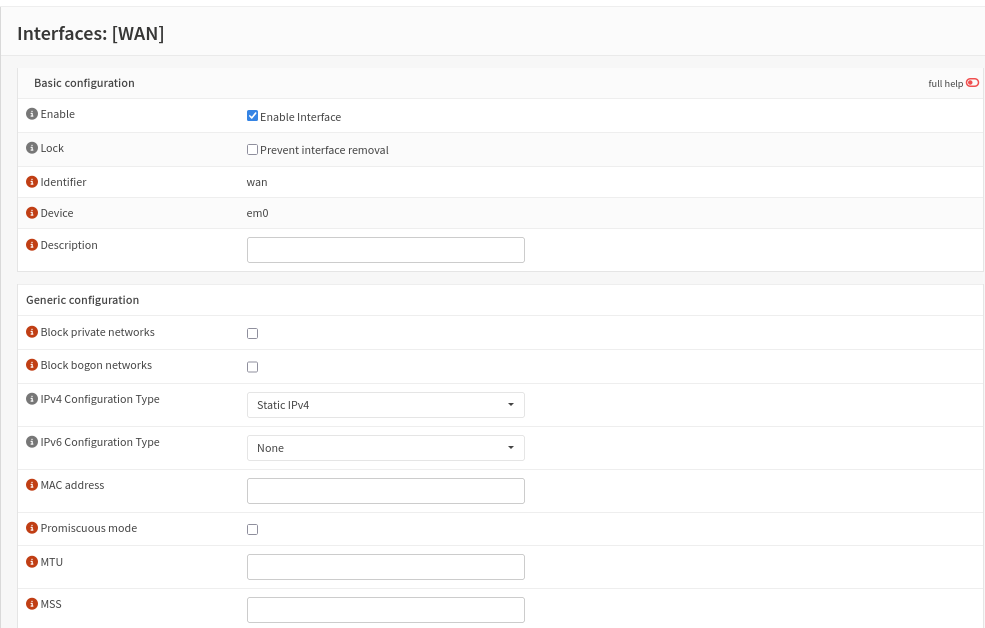 Interfaces: [WAN]
Basic configuration
full help
Enable
Enable Interface
Lock
Prevent interface removal
Identifier
wan
Device
em0
Description
Generic configuration
Block private networks
Block bogon networks
IPv4 Configuration Type
Static IPv4
IPv6 Configuration Type
None
MAC address
Promiscuous mode
MTU
MSS